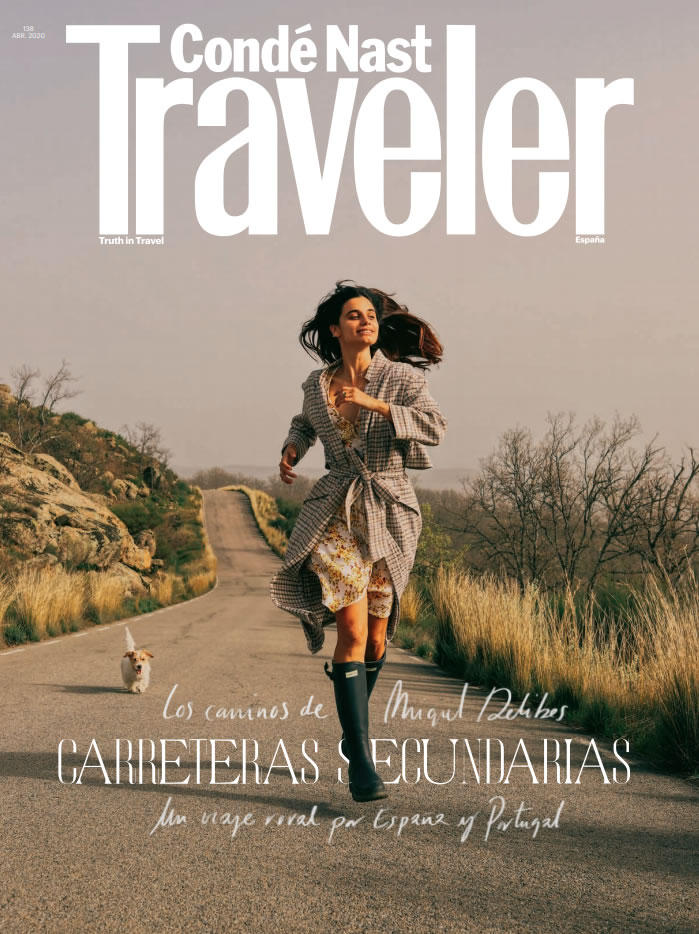 138
ABR. 2020
Condé Nast
Traveler
Truth in Travel
España
Los caminos de Miguel Delibes
CARRETERAS SECUNDARIAS
Un viaje rural por España y Portugal